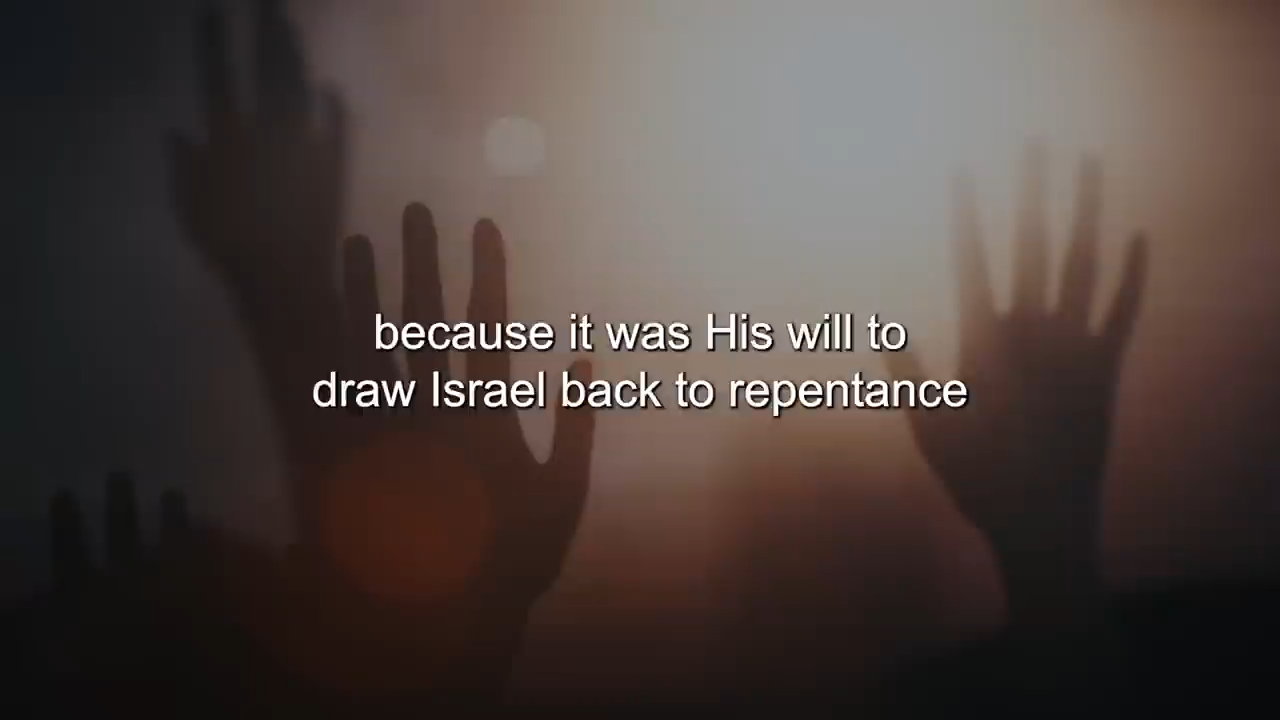 because it was His will to
draw Israel back to repentance